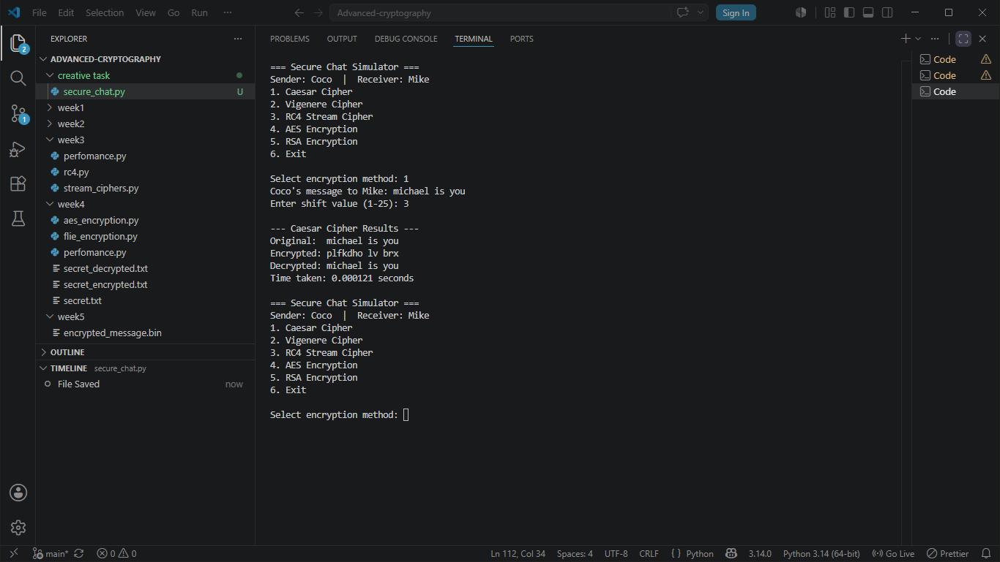 File Edit Selection View Go Run ···
Advanced-cryptography
Sign In
EXPLORER ···
2
ADVANCED-CRYPTOGRAPHY
creative task
secure_chat.py U
week1
1
week2
week3
perfomance.py
rc4.py
stream_ciphers.py
week4
aes_encryption.py
flie_encryption.py
perfomance.py
secret_decrypted.txt
secret_encrypted.txt
secret.txt
week5
encrypted_message.bin
OUTLINE
TIMELINE secure_chat.py
File Saved now
PROBLEMS OUTPUT DEBUG CONSOLE TERMINAL PORTS
=== Secure Chat Simulator ===
Sender: Coco | Receiver: Mike
1. Caesar Cipher
2. Vigenere Cipher
3. RC4 Stream Cipher
4. AES Encryption
5. RSA Encryption
6. Exit
Select encryption method: 1
Coco's message to Mike: michael is you
Enter shift value (1-25): 3
--- Caesar Cipher Results ---
Original: michael is you
Encrypted: plfkdho lv brx
Decrypted: michael is you
Time taken: 0.000121 seconds
=== Secure Chat Simulator ===
Sender: Coco | Receiver: Mike
1. Caesar Cipher
2. Vigenere Cipher
3. RC4 Stream Cipher
4. AES Encryption
5. RSA Encryption
6. Exit
Select encryption method:
Code
Code
Code
main* 0 0 Ln 112, Col 34 Spaces: 4 UTF-8 CRLF { } Python 3.14.0 Python 3.14 (64-bit) Go Live Prettier